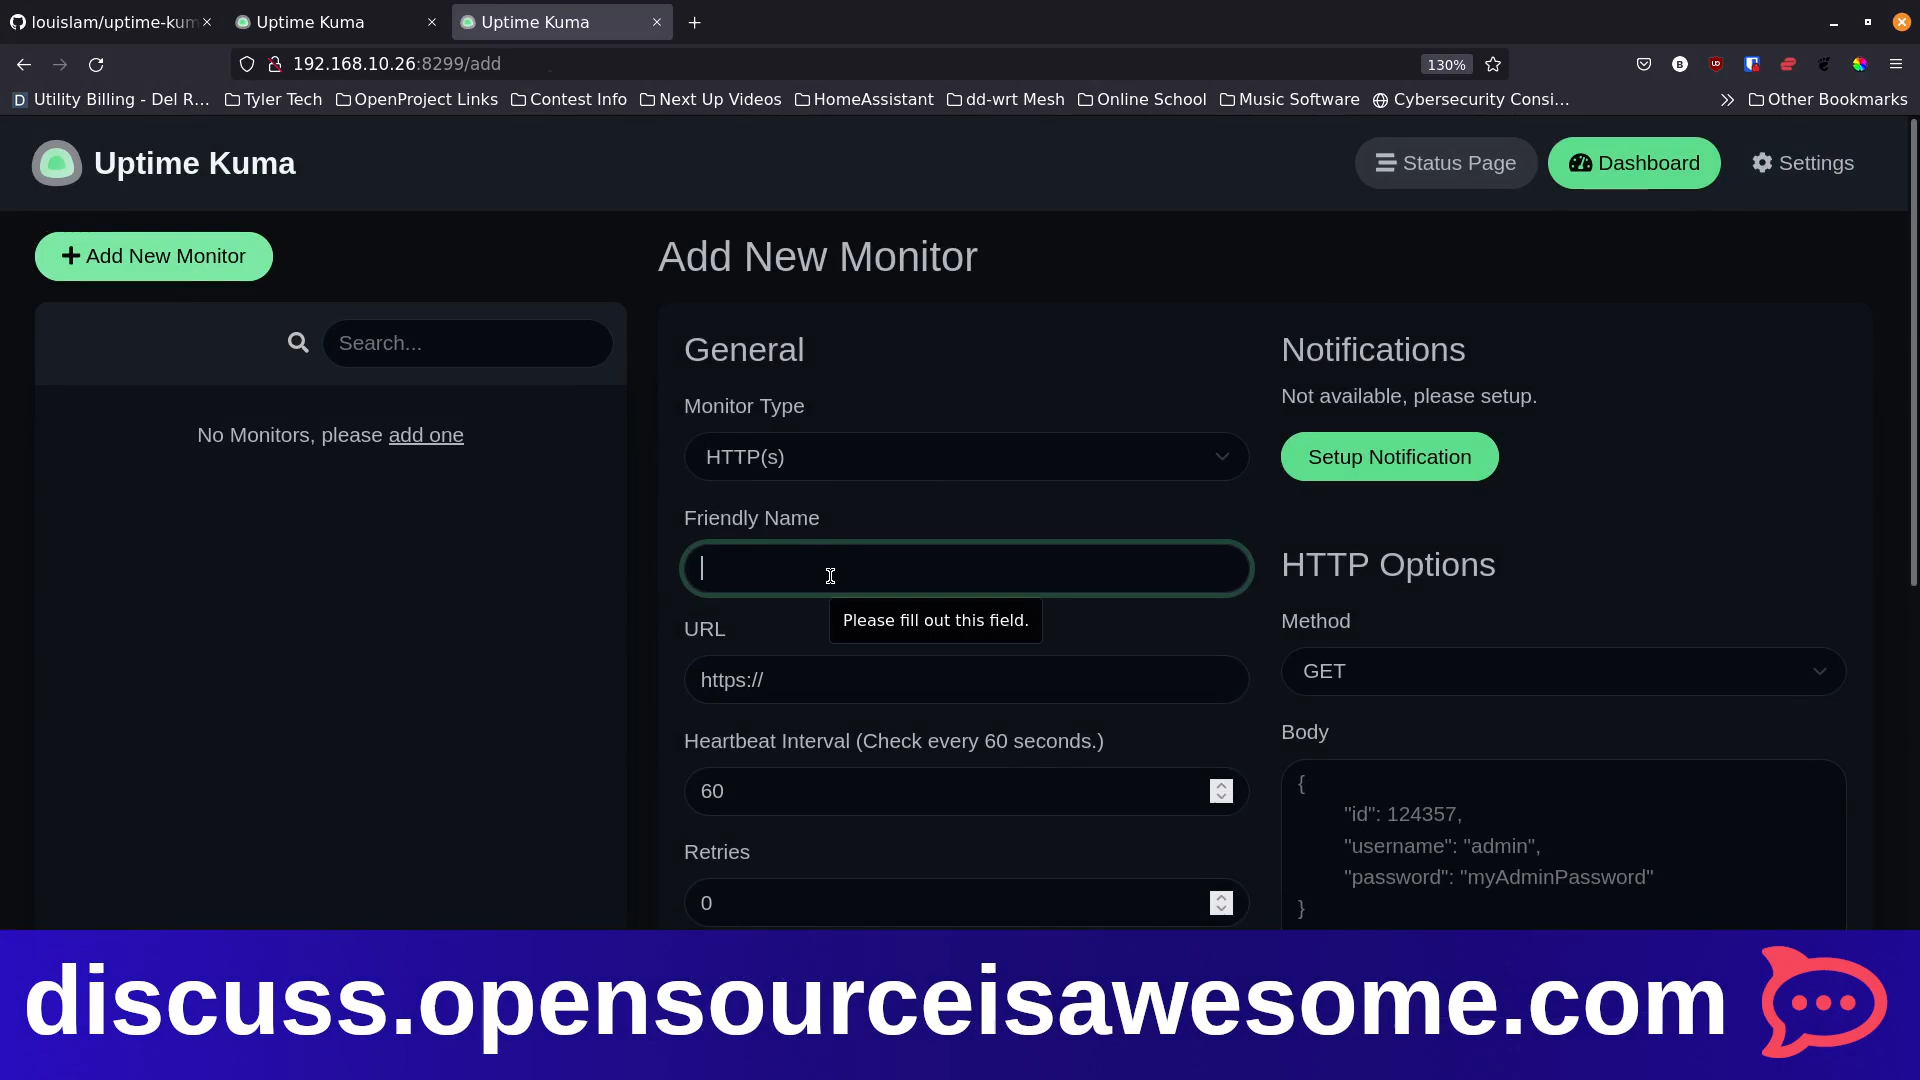 louislam/uptime-kum
Uptime Kuma
Uptime Kuma
192.168.10.26:8299/add
130%
Utility Billing - Del R…
Tyler Tech
OpenProject Links
Contest Info
Next Up Videos
HomeAssistant
dd-wrt Mesh
Online School
Music Software
Cybersecurity Consi…
Other Bookmarks
Uptime Kuma
Status Page
Dashboard
Settings
Add New Monitor
Search...
No Monitors, please add one
Add New Monitor
General
Monitor Type
HTTP(s)
Friendly Name
Please fill out this field.
URL
https://
Heartbeat Interval (Check every 60 seconds.)
60
Retries
0
Notifications
Not available, please setup.
Setup Notification
HTTP Options
Method
GET
Body
{
"id": 124357,
"username": "admin",
"password": "myAdminPassword"
}
discuss.opensourceisawesome.com